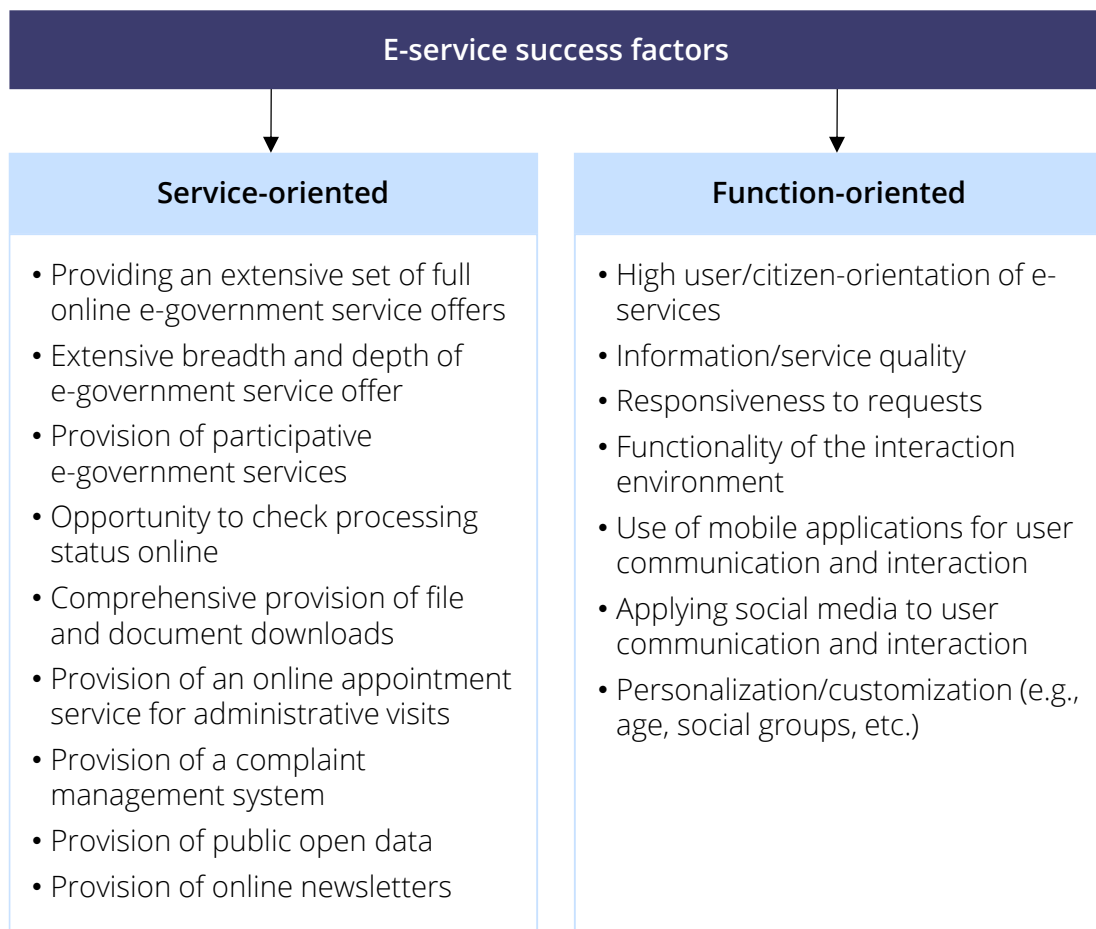 E-service success factors
Service-oriented
• Providing an extensive set of full
online e-government service offers
• Extensive breadth and depth of
e-government service offer
• Provision of participative
e-government services
• Opportunity to check processing
status online
• Comprehensive provision of file
and document downloads
• Provision of an online appointment
service for administrative visits
• Provision of a complaint
management system
• Provision of public open data
• Provision of online newsletters
Function-oriented
• High user/citizen-orientation of e-
services
• Information/service quality
• Responsiveness to requests
• Functionality of the interaction
environment
• Use of mobile applications for user
communication and interaction
• Applying social media to user
communication and interaction
• Personalization/customization (e.g.,
age, social groups, etc.)